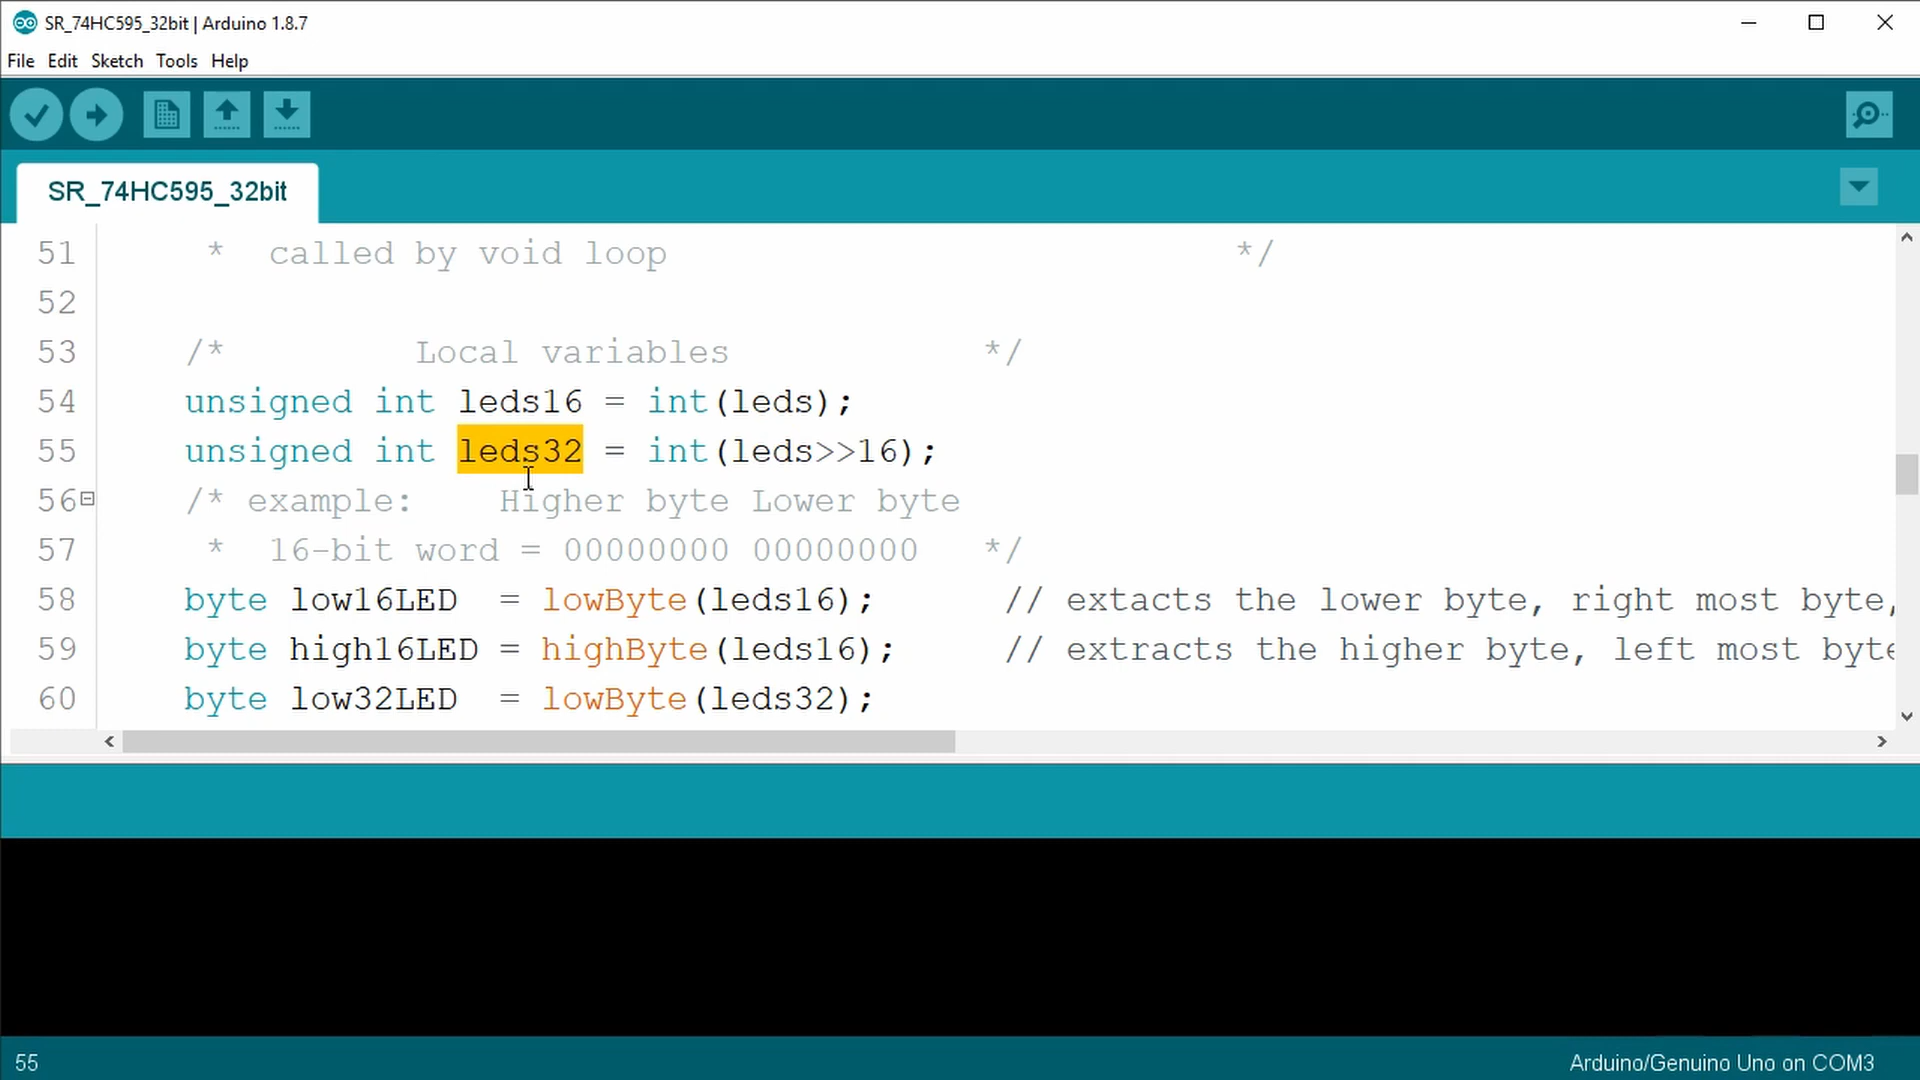 SR_74HC595_32bit | Arduino 1.8.7
File Edit Sketch Tools Help
SR_74HC595_32bit
51 * called by void loop */
52
53 /* Local variables */
54 unsigned int leds16 = int(leds);
55 unsigned int leds32 = int(leds>>16);
56 /* example: Higher byte Lower byte
57 * 16-bit word = 00000000 00000000 */
58 byte low16LED = lowByte(leds16); // extacts the lower byte, right most byte,
59 byte high16LED = highByte(leds16); // extracts the higher byte, left most byte
60 byte low32LED = lowByte(leds32);
55
Arduino/Genuino Uno on COM3